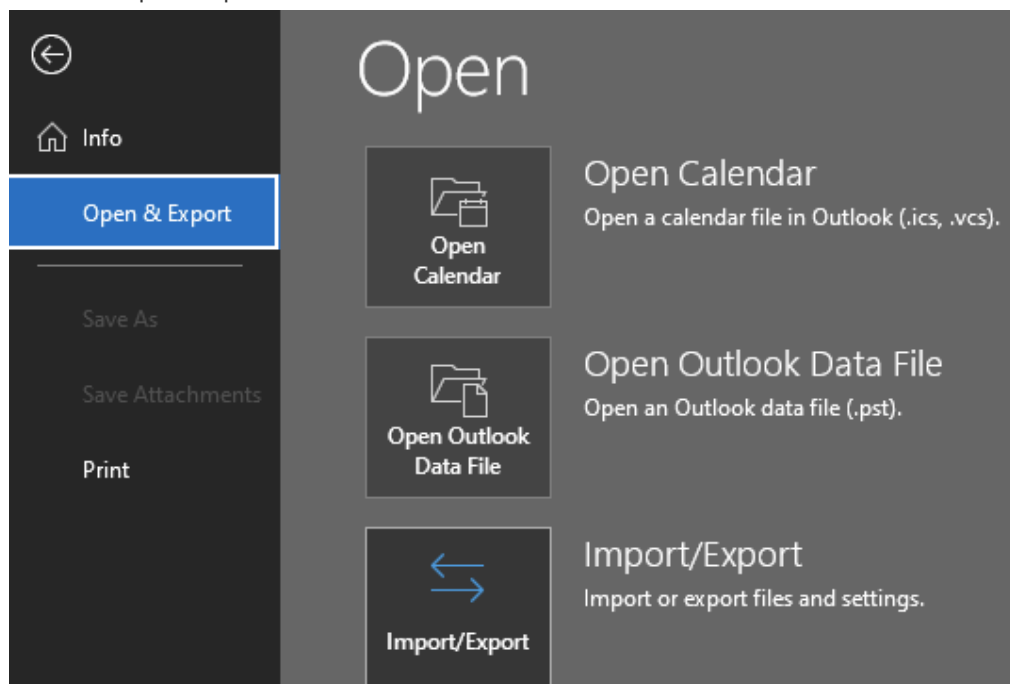 Open
Info
Open & Export
Save As
Save Attachments
Print
Open
Calendar
Open Calendar
Open a calendar file in Outlook (.ics, .vcs).
Open Outlook
Data File
Open Outlook Data File
Open an Outlook data file (.pst).
Import/Export
Import/Export
Import or export files and settings.